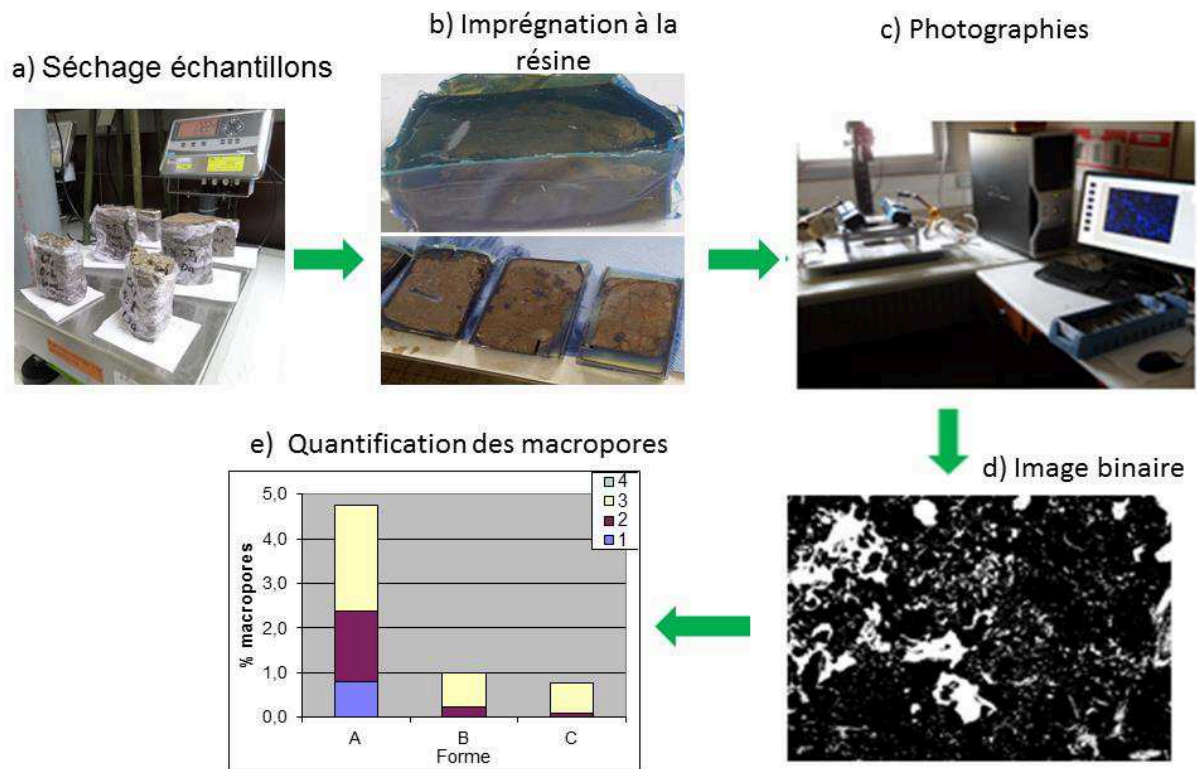 a) Séchage échantillons
b) Imprégnation à la
résine
c) Photographies
d) Image binaire
e) Quantification des macropores
5,0
4,0
3,0
2,0
1,0
0,0
% macropores
A
B
C
Forme
4
3
2
1